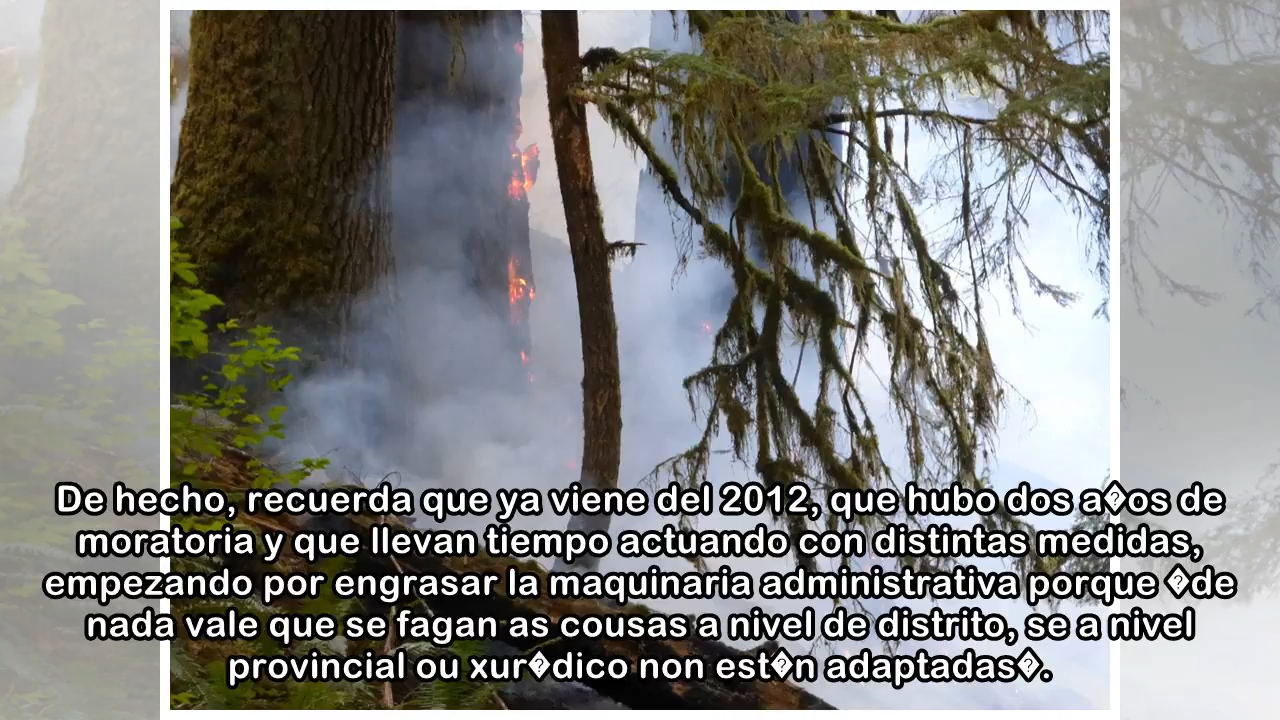 De hecho, recuerda que ya viene del 2012, que hubo dos a�os de
moratoria y que llevan tiempo actuando con distintas medidas,
empezando por engrasar la maquinaria administrativa porque �de
nada vale que se fagan as cousas a nivel de distrito, se a nivel
provincial ou xur�dico non est�n adaptadas�.